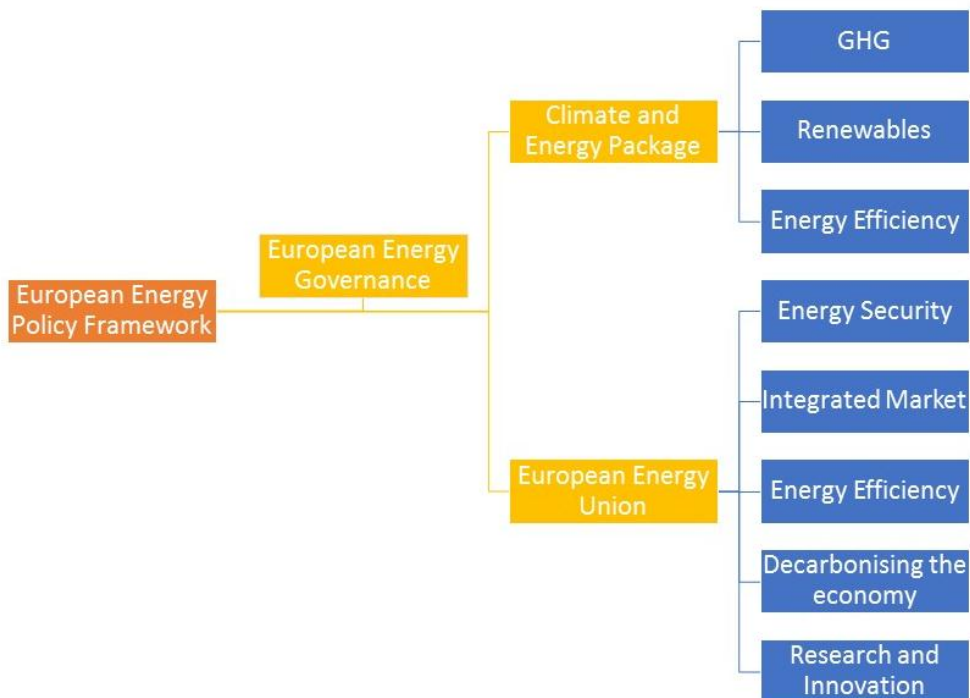 GHG
Climate and
Energy Package
Renewables
Energy Efficiency
European Energy
Governance
European Energy
Policy Framework
Energy Security
Integrated Market
European Energy
Union
Energy Efficiency
Decarbonising the
economy
Research and
Innovation